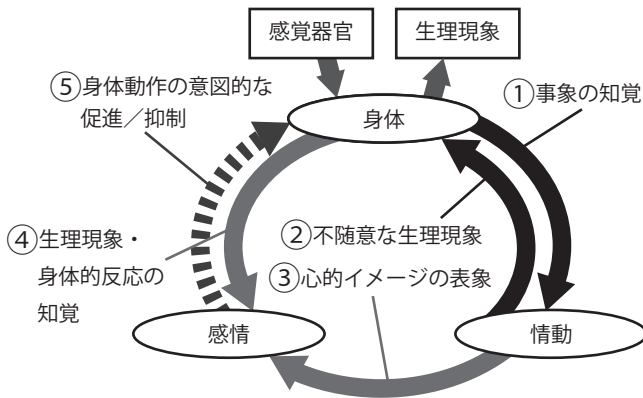 感覚器官
生理現象
⑤身体動作の意図的な
促進／抑制
①事象の知覚
身体
②不随意な生理現象
④生理現象・
身体的反応の
知覚
③心的イメージの表象
感情
情動